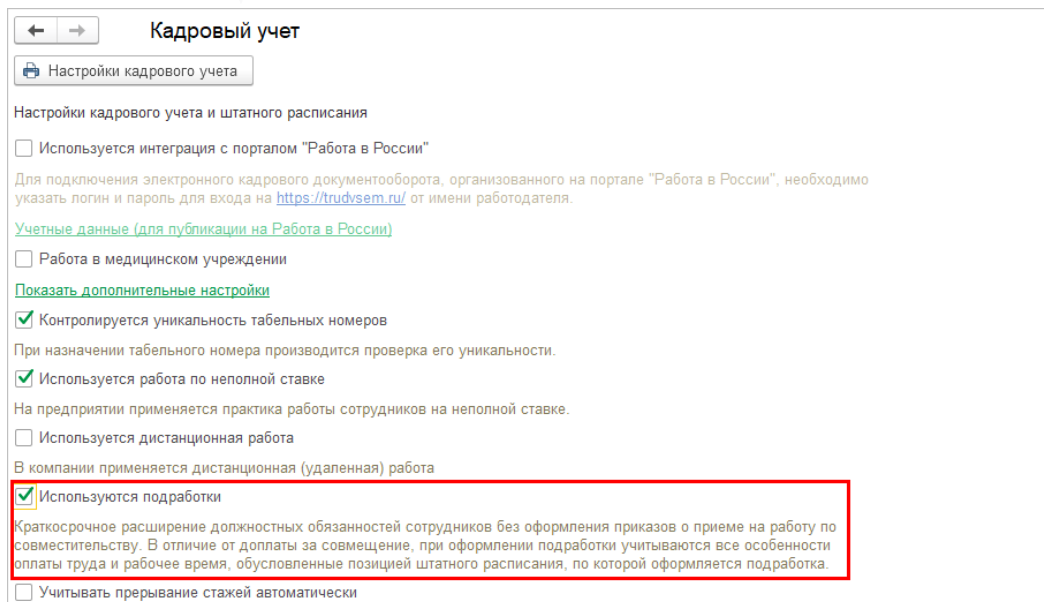 Кадровый учет
Настройки кадрового учета
Настройки кадрового учета и штатного расписания
Используется интеграция с порталом "Работа в России"
Для подключения электронного кадрового документооборота, организованного на портале "Работа в России", необходимо
указать логин и пароль для входа на https://trudvsem.ru/ от имени работодателя.
Учетные данные (для публикации на Работа в России)
Работа в медицинском учреждении
Показать дополнительные настройки
Контролируется уникальность табельных номеров
При назначении табельного номера производится проверка его уникальности.
Используется работа по неполной ставке
На предприятии применяется практика работы сотрудников на неполной ставке.
Используется дистанционная работа
В компании применяется дистанционная (удаленная) работа
Используются подработки
Краткосрочное расширение должностных обязанностей сотрудников без оформления приказов о приеме на работу по
совместительству. В отличие от доплаты за совмещение, при оформлении подработки учитываются все особенности
оплаты труда и рабочее время, обусловленные позицией штатного расписания, по которой оформляется подработка.
Учитывать прерывание стажей автоматически